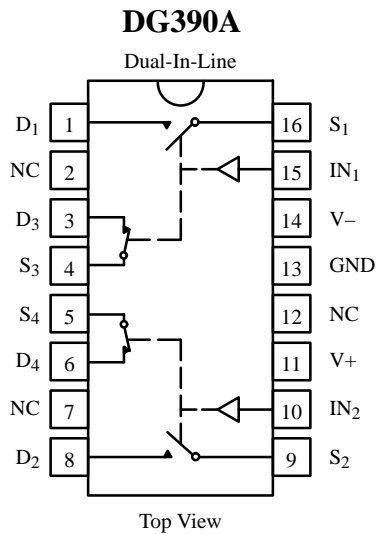 DG390A
Dual-In-Line
D1 1 16 S1
NC 2 15 IN1
D3 3 14 V–
S3 4 13 GND
S4 5 12 NC
D4 6 11 V+
NC 7 10 IN2
D2 8 9 S2
Top View